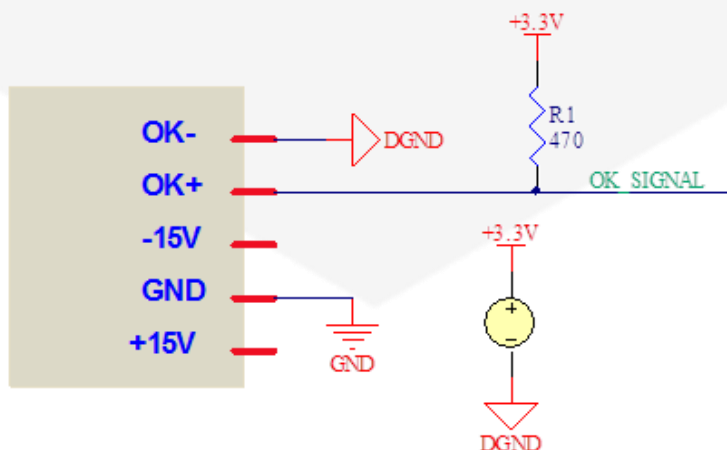 +3.3V
R1
470
OK-
DGND
OK+
OK_SIGNAL
-15V
+3.3V
GND
+
-
+15V
GND
DGND